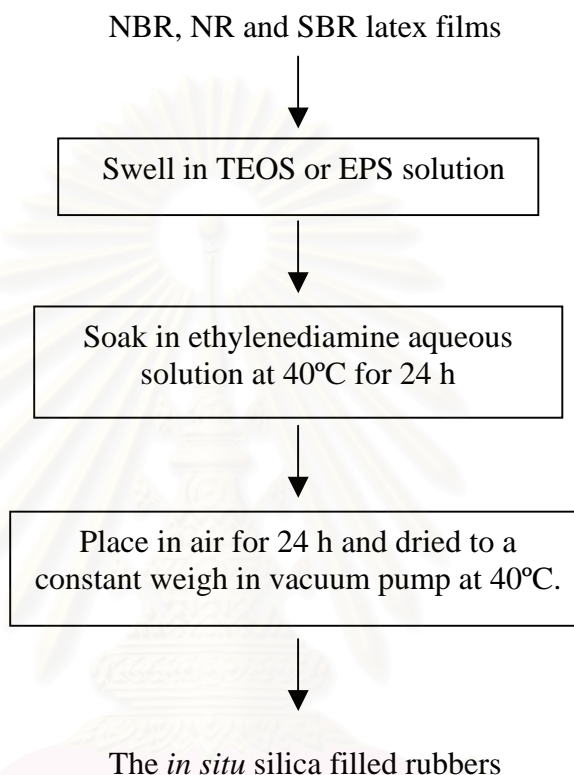 NBR, NR and SBR latex films
Swell in TEOS or EPS solution
Soak in ethylenediamine aqueous
solution at 40ºC for 24 h
Place in air for 24 h and dried to a
constant weigh in vacuum pump at 40ºC.
The in situ silica filled rubbers